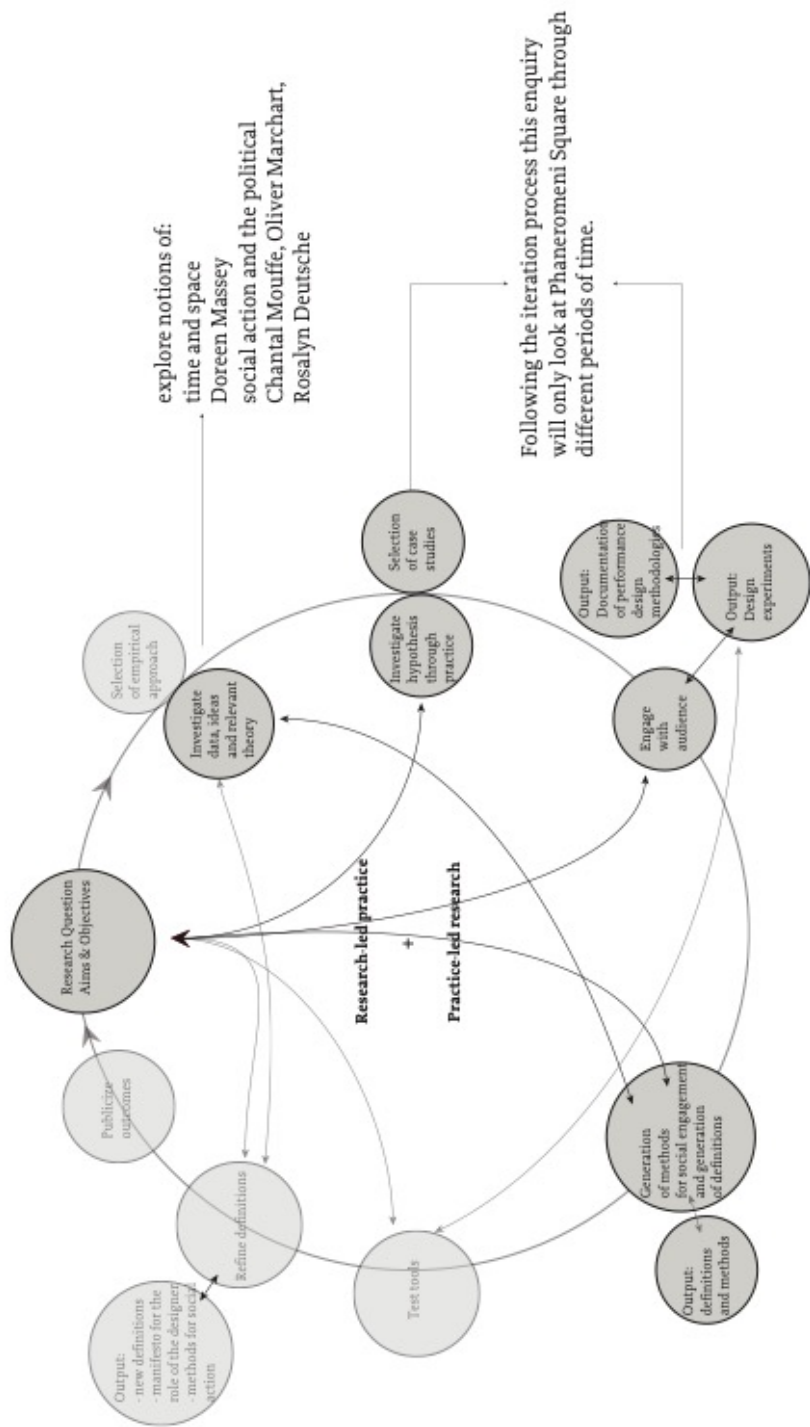 Research Question
Aims & Objectives
Selection
of empirical
approach
Investigate
data, ideas
and relevant
theory
explore notions of:
time and space
Doreen Massey
social action and the political
Chantal Mouffe, Oliver Marchart,
Rosalyn Deutsche
Selection
of case
studies
Investigate
hypothesis
through
practice
Following the iteration process this enquiry
will only look at Phaneromeni Square through
different periods of time.
Output:
Documentation
of performance
design
methodologies
Output:
Design
experiments
Engage
with
audience
Research-led practice
+
Practice-led research
Generation
of methods
for social engagement
and generation
of definitions
Output:
definitions
and methods
Test tools
Refine definitions
Output:
- new definitions
- manifesto for the
role of the designer
- methods for social
action
Publicize
outcomes